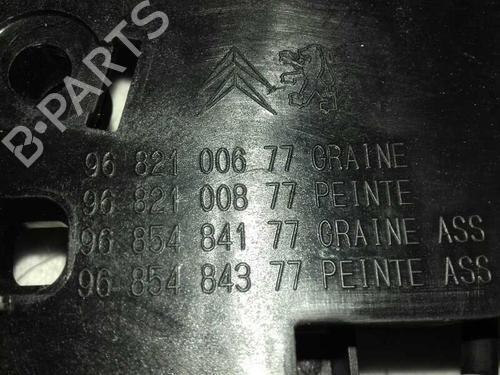 B-PARTS
96 821 006 77 GRAINE
96 821 008 77 PEINTE
96 854 841 77 GRAINE ASS
96 854 843 77 PEINTE ASS